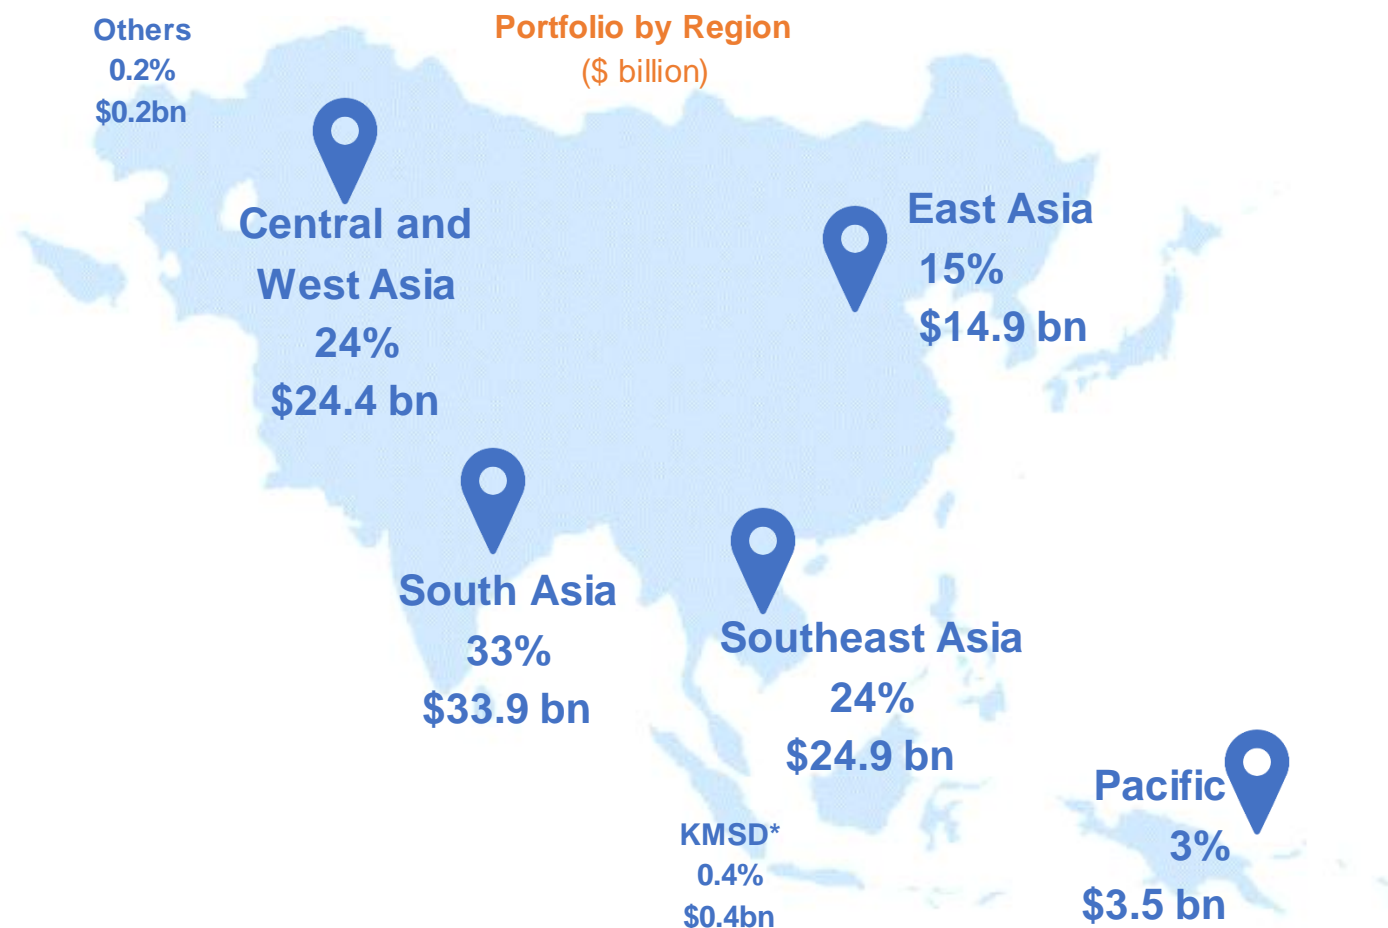 Portfolio by Region
($ billion)
Others
0.2%
$0.2bn
Central and
West Asia
24%
$24.4 bn
East Asia
15%
$14.9 bn
South Asia
33%
$33.9 bn
Southeast Asia
24%
$24.9 bn
Pacific
3%
$3.5 bn
KMSD*
0.4%
$0.4bn